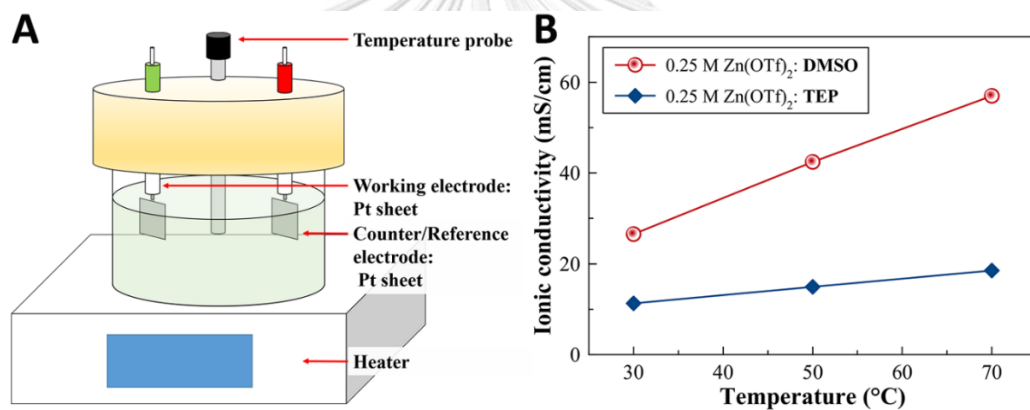 A
Temperature probe
Working electrode:
Pt sheet
Counter/Reference
electrode:
Pt sheet
Heater
B
0.25 M Zn(OTf)₂: DMSO
0.25 M Zn(OTf)₂: TEP
Ionic conductivity (mS/cm)
60
40
20
0
30
40
50
60
70
Temperature (°C)